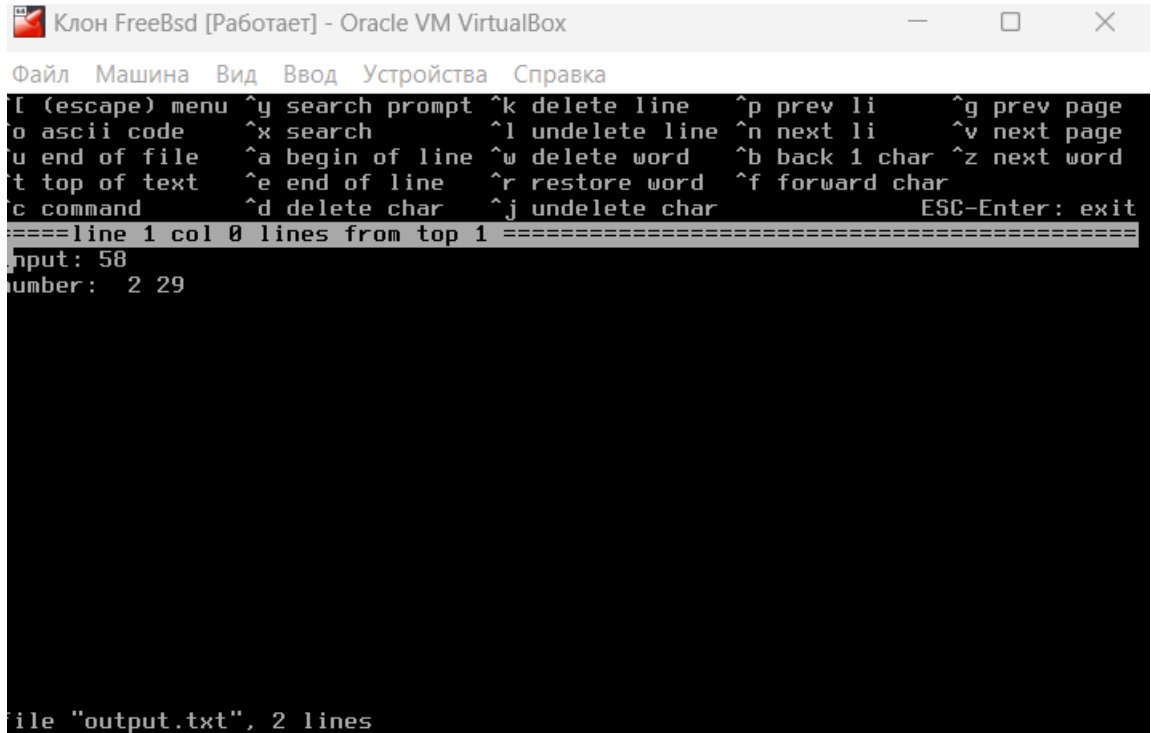 64
Клон FreeBsd [Работает] - Oracle VM VirtualBox
Файл Машина Вид Ввод Устройства Справка
^[ (escape) menu ^y search prompt ^k delete line ^p prev li ^g prev page
^o ascii code ^x search ^l undelete line ^n next li ^v next page
^u end of file ^a begin of line ^w delete word ^b back 1 char ^z next word
^t top of text ^e end of line ^r restore word ^f forward char
^c command ^d delete char ^j undelete char ESC-Enter: exit
=====line 1 col 0 lines from top 1 ============================================
input: 58
number: 2 29
file "output.txt", 2 lines